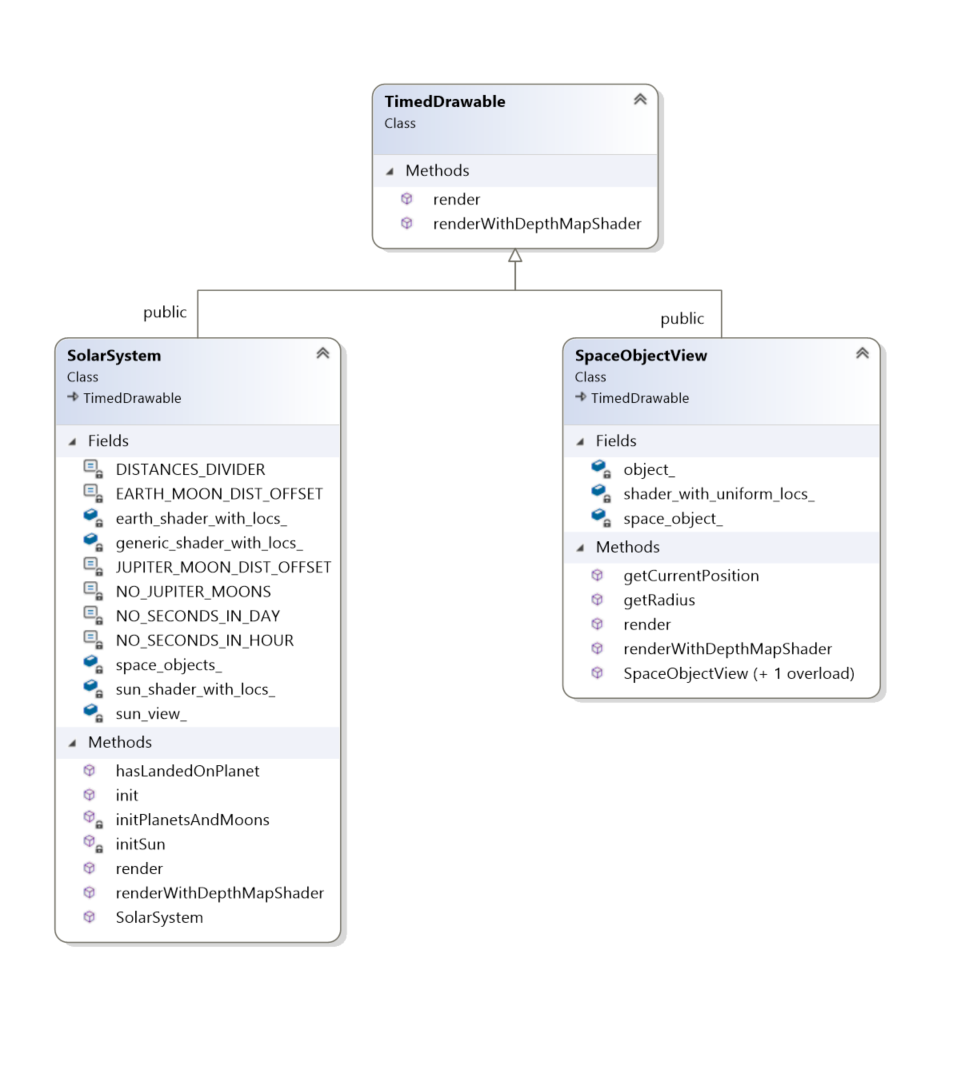 TimedDrawable
Class
Methods
render
renderWithDepthMapShader
public
public
SolarSystem
Class
TimedDrawable
Fields
DISTANCES_DIVIDER
EARTH_MOON_DIST_OFFSET
earth_shader_with_locs_
generic_shader_with_locs_
JUPITER_MOON_DIST_OFFSET
NO_JUPITER_MOONS
NO_SECONDS_IN_DAY
NO_SECONDS_IN_HOUR
space_objects_
sun_shader_with_locs_
sun_view_
Methods
hasLandedOnPlanet
init
initPlanetsAndMoons
initSun
render
renderWithDepthMapShader
SolarSystem
SpaceObjectView
Class
TimedDrawable
Fields
object_
shader_with_uniform_locs_
space_object_
Methods
getCurrentPosition
getRadius
render
renderWithDepthMapShader
SpaceObjectView (+ 1 overload)